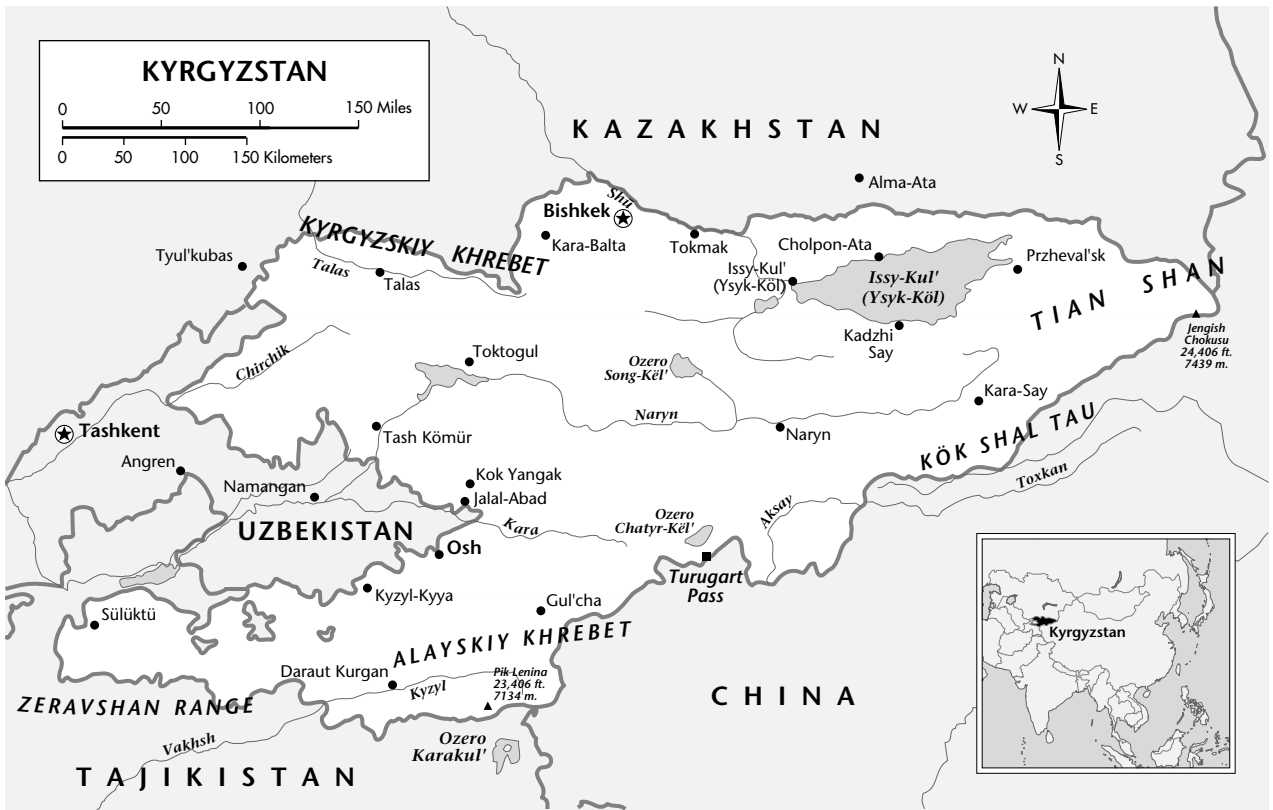 KYRGYZSTAN
0 50 100 150 Miles
0 50 100 150 Kilometers
N
W E
S
KAZAKHSTAN
Alma-Ata
Shu
Bishkek
Kara-Balta
Tokmak
KYRGYZSKIY KHREBET
Tyul'kubas
Talas
Talas
Cholpon-Ata
Issy-Kul'
(Ysyk-Köl)
Issy-Kul'
(Ysyk-Köl)
Przheval'sk
TIAN SHAN
Jengish
Chokusu
24,406 ft.
7439 m.
Kadzhi
Say
Chirchik
Toktogul
Ozero
Song-Kël'
Kara-Say
Naryn
Naryn
Tashkent
Tash Kömür
KÖK SHAL TAU
Toxkan
Angren
Namangan
Kok Yangak
Jalal-Abad
UZBEKISTAN
Kara
Osh
Ozero
Chatyr-Kël'
Aksay
Turugart
Pass
Kyzyl-Kyya
Gul'cha
Sülüktü
ALAYSKIY KHREBET
Daraut Kurgan
Kyzyl
Pik Lenina
23,406 ft.
7134 m.
ZERAVSHAN RANGE
CHINA
Vakhsh
Ozero
Karakul'
TAJIKISTAN
Kyrgyzstan